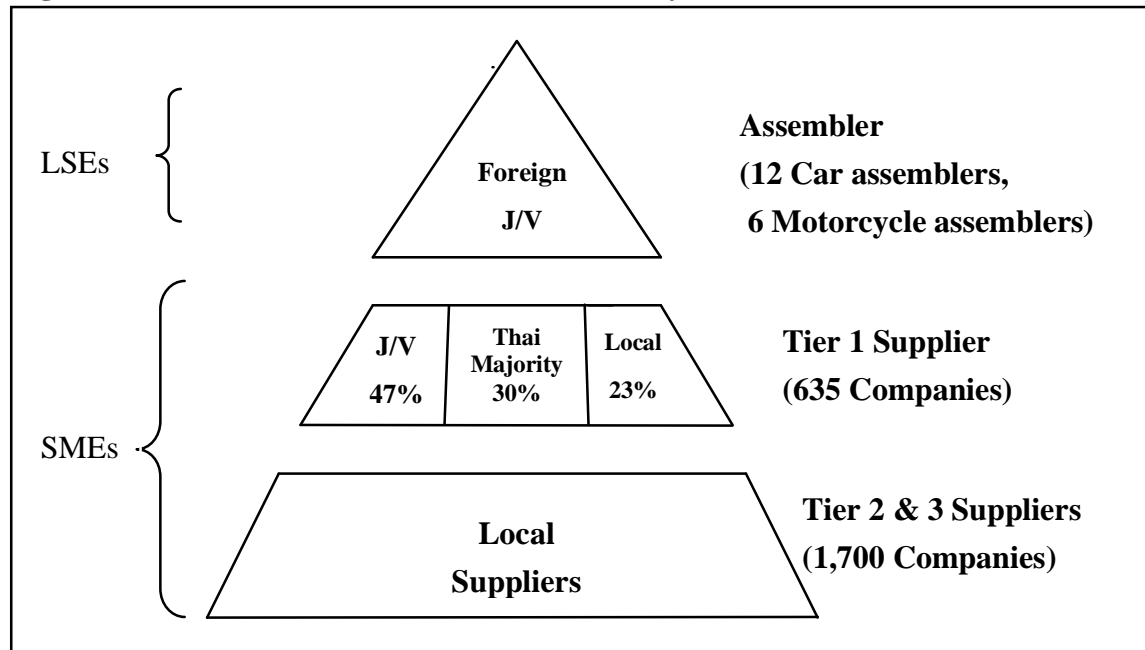 LSEs
Foreign
J/V
Assembler
(12 Car assemblers,
6 Motorcycle assemblers)
SMEs
J/V
47%
Thai
Majority
30%
Local
23%
Tier 1 Supplier
(635 Companies)
Local
Suppliers
Tier 2 & 3 Suppliers
(1,700 Companies)